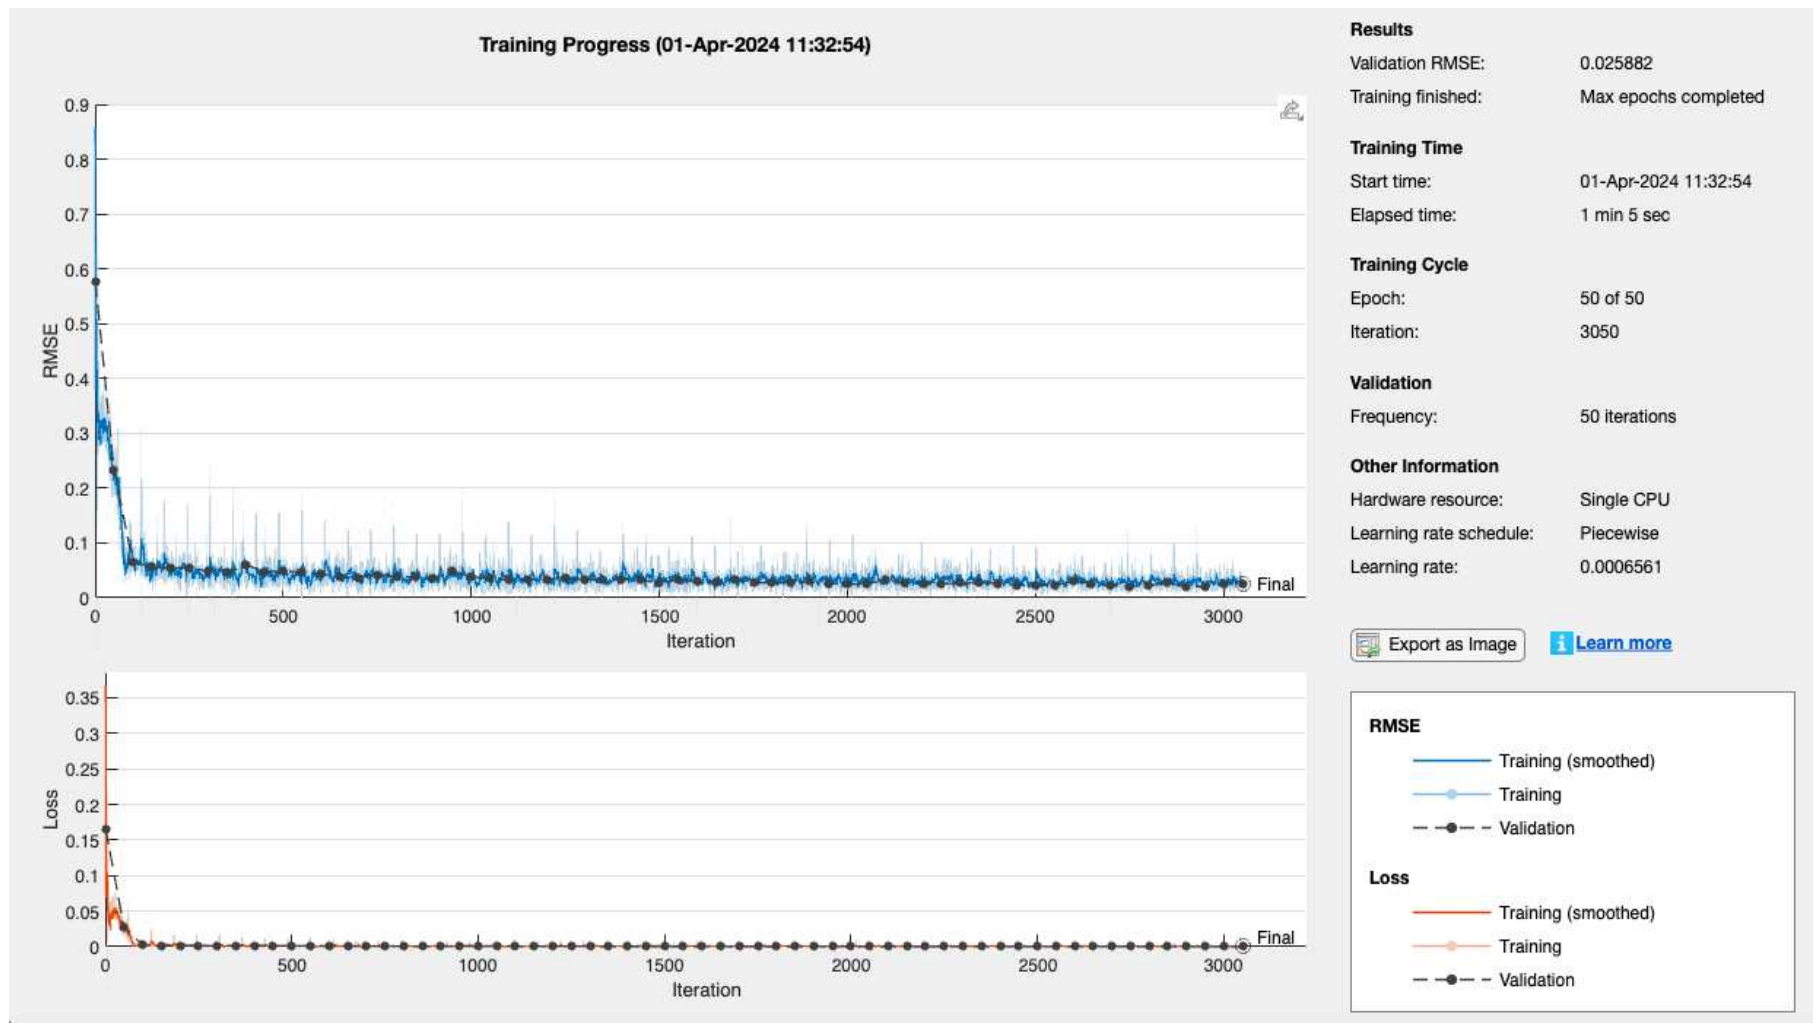 Training Progress (01-Apr-2024 11:32:54)
0.9
0.8
0.7
0.6
0.5
0.4
0.3
0.2
0.1
0
RMSE
0 500 1000 1500 2000 2500 3000
Iteration
Final
0.35
0.3
0.25
0.2
0.15
0.1
0.05
0
Loss
0 500 1000 1500 2000 2500 3000
Iteration
Final
Results
Validation RMSE: 0.025882
Training finished: Max epochs completed
Training Time
Start time: 01-Apr-2024 11:32:54
Elapsed time: 1 min 5 sec
Training Cycle
Epoch: 50 of 50
Iteration: 3050
Validation
Frequency: 50 iterations
Other Information
Hardware resource: Single CPU
Learning rate schedule: Piecewise
Learning rate: 0.0006561
Export as Image
i Learn more
RMSE
Training (smoothed)
Training
Validation
Loss
Training (smoothed)
Training
Validation